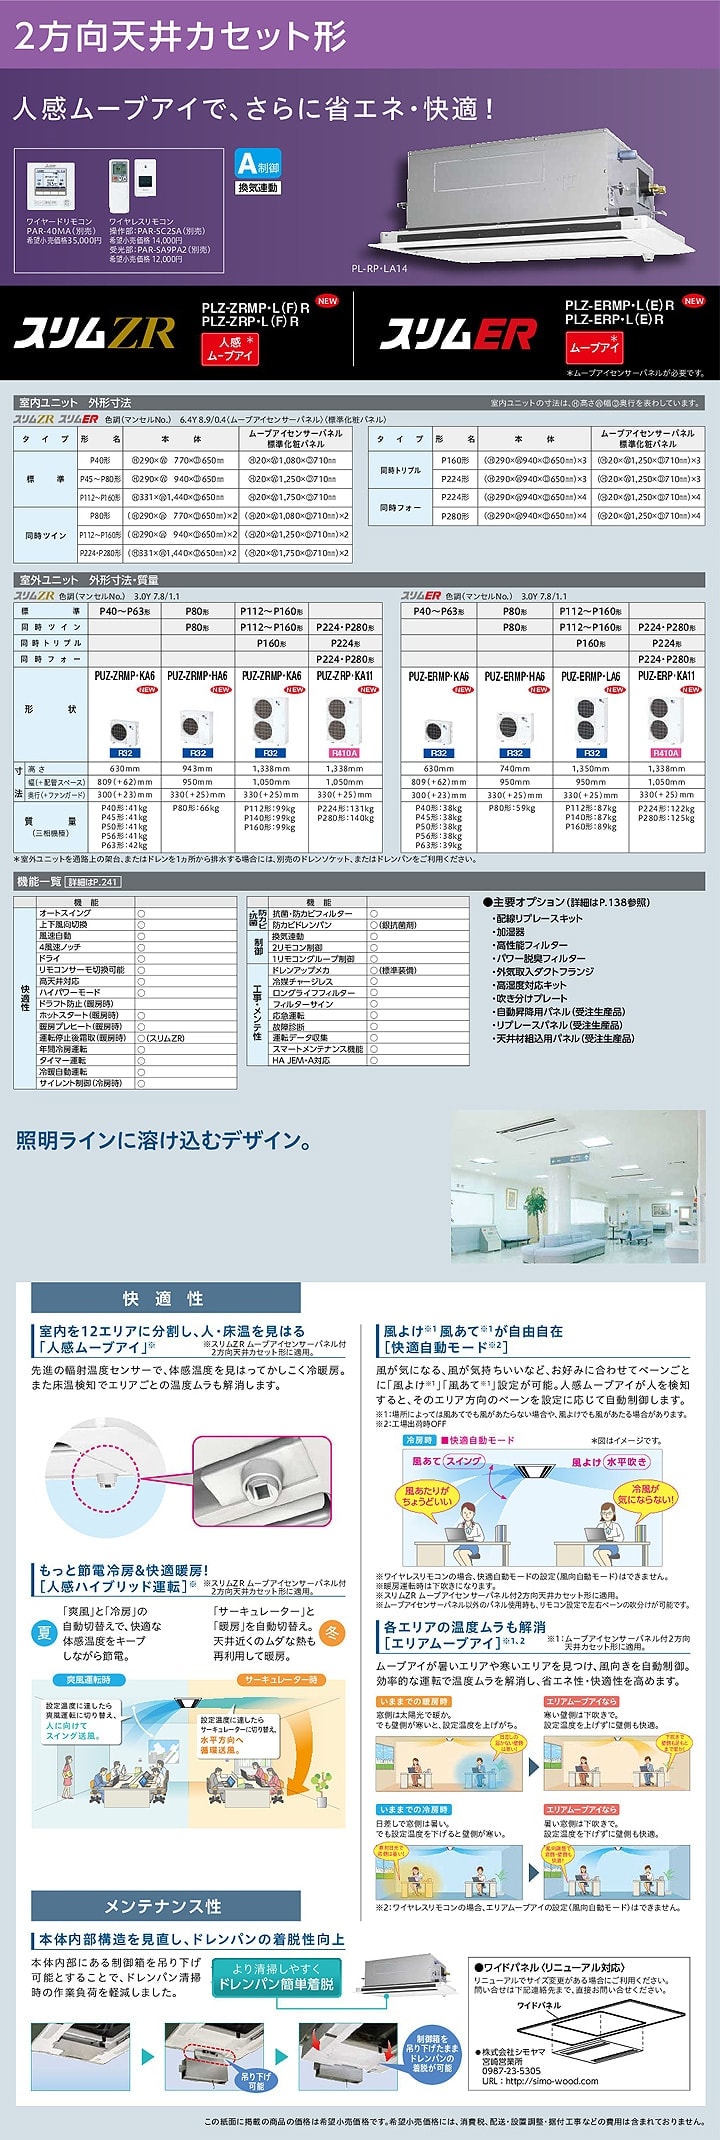 2方向天井カセット形
人感ムーブアイで、さらに省エネ・快適！
ワイヤードリモコン
PAR-40MA（別売）
希望小売価格35,000円
ワイヤレスリモコン
操作部：PAR-SC2SA（別売）
希望小売価格 14,000円
受光部：PAR-SA9PA2（別売）
希望小売価格 12,000円
A制御
換気連動
PL-RP・LA14
スリムZR
PLZ-ZRMP・L（F）R NEW
PLZ-ZRP・L（F）R
人感ムーブアイ＊
スリムER
PLZ-ERMP・L（E）R NEW
PLZ-ERP・L（E）R
ムーブアイ＊
＊ムーブアイセンサーパネルが必要です。
室内ユニット 外形寸法
室内ユニットの寸法は、Ⓗ高さⓌ幅Ⓓ奥行を表わしています。
スリムZR スリムER 色調（マンセルNo.） 6.4Y 8.9/0.4（ムーブアイセンサーパネル）（標準化粧パネル）
タイプ 形名 本体 ムーブアイセンサーパネル 標準化粧パネル
標準 P40形 Ⓗ290×Ⓦ 770×Ⓓ650㎜ Ⓗ20×Ⓦ1,080×Ⓓ710㎜
P45～P80形 Ⓗ290×Ⓦ 940×Ⓓ650㎜ Ⓗ20×Ⓦ1,250×Ⓓ710㎜
P112～P160形 Ⓗ331×Ⓦ1,440×Ⓓ650㎜ Ⓗ20×Ⓦ1,750×Ⓓ710㎜
同時ツイン P80形 （Ⓗ290×Ⓦ 770×Ⓓ650㎜）×2 （Ⓗ20×Ⓦ1,080×Ⓓ710㎜）×2
P112～P160形 （Ⓗ290×Ⓦ 940×Ⓓ650㎜）×2 （Ⓗ20×Ⓦ1,250×Ⓓ710㎜）×2
P224・P280形 （Ⓗ331×Ⓦ1,440×Ⓓ650㎜）×2 （Ⓗ20×Ⓦ1,750×Ⓓ710㎜）×2
タイプ 形名 本体 ムーブアイセンサーパネル 標準化粧パネル
同時トリプル P160形 （Ⓗ290×Ⓦ940×Ⓓ650㎜）×3 （Ⓗ20×Ⓦ1,250×Ⓓ710㎜）×3
P224形 （Ⓗ290×Ⓦ940×Ⓓ650㎜）×3 （Ⓗ20×Ⓦ1,250×Ⓓ710㎜）×3
同時フォー P224形 （Ⓗ290×Ⓦ940×Ⓓ650㎜）×4 （Ⓗ20×Ⓦ1,250×Ⓓ710㎜）×4
P280形 （Ⓗ290×Ⓦ940×Ⓓ650㎜）×4 （Ⓗ20×Ⓦ1,250×Ⓓ710㎜）×4
室外ユニット 外形寸法・質量
スリムZR 色調（マンセルNo.） 3.0Y 7.8/1.1
標準 P40～P63形 P80形 P112～P160形
同時ツイン P80形 P112～P160形 P224・P280形
同時トリプル P160形 P224形
同時フォー P224・P280形
形状 PUZ-ZRMP・KA6 NEW PUZ-ZRMP・HA6 NEW PUZ-ZRMP・KA6 NEW PUZ-ZRP・KA11 NEW
R32 R32 R32 R410A
寸法 高さ 630mm 943mm 1,338mm 1,338mm
幅（+配管スペース） 809（+62）mm 950mm 1,050mm 1,050mm
奥行（+ファンガード） 300（+23）mm 330（+25）mm 330（+25）mm 330（+25）mm
質量（三相機種）
P40形：41kg
P45形：41kg
P50形：41kg
P56形：41kg
P63形：42kg
P80形：66kg
P112形：99kg
P140形：99kg
P160形：99kg
P224形：131kg
P280形：140kg
スリムER 色調（マンセルNo.） 3.0Y 7.8/1.1
P40～P63形 P80形 P112～P160形
P80形 P112～P160形 P224・P280形
P160形 P224形
P224・P280形
PUZ-ERMP・KA6 NEW PUZ-ERMP・HA6 NEW PUZ-ERMP・LA6 NEW PUZ-ERP・KA11 NEW
R32 R32 R32 R410A
630mm 740mm 1,350mm 1,338mm
809（+62）mm 950mm 950mm 1,050mm
300（+23）mm 330（+25）mm 330（+25）mm 330（+25）mm
P40形：38kg
P45形：38kg
P50形：38kg
P56形：38kg
P63形：39kg
P80形：59kg
P112形：87kg
P140形：87kg
P160形：89kg
P224形：122kg
P280形：125kg
＊室外ユニットを通路上の架台、またはドレンを1ヵ所から排水する場合には、別売のドレンソケット、またはドレンパンをご利用ください。
機能一覧 詳細はP.241
機能
快適性
オートスイング ○
上下風向切換 ○
風速自動 ○
4風速ノッチ ○
ドライ ○
リモコンサーモ切換可能 ○
高天井対応 ○
ハイパワーモード ○
ドラフト防止（暖房時）
ホットスタート（暖房時） ○
暖房プレヒート（暖房時） ○
運転停止後霜取（暖房時） ○（スリムZR）
年間冷房運転 ○
タイマー運転 ○
冷暖自動運転 ○
サイレント制御（冷房時） ○
機能
抗菌・防カビ
抗菌・防カビフィルター ○
防カビドレンパン ○（銀抗菌剤）
制御
換気連動 ○
2リモコン制御 ○
1リモコングループ制御 ○
工事・メンテ性
ドレンアップメカ ○（標準装備）
冷媒チャージレス ○
ロングライフフィルター ○
フィルターサイン ○
応急運転 ○
故障診断 ○
運転データ収集 ○
スマートメンテナンス機能 ○
HA JEM-A対応 ○
●主要オプション（詳細はP.138参照）
・配線リプレースキット
・加湿器
・高性能フィルター
・パワー脱臭フィルター
・外気取入ダクトフランジ
・高湿度対応キット
・吹き分けプレート
・自動昇降用パネル（受注生産品）
・リプレースパネル（受注生産品）
・天井材組込用パネル（受注生産品）
照明ラインに溶け込むデザイン。
快適性
室内を12エリアに分割し、人・床温を見はる
「人感ムーブアイ」※
※スリムZR ムーブアイセンサーパネル付
2方向天井カセット形に適用。
先進の輻射温度センサーで、体感温度を見はってかしこく冷暖房。
また床温検知でエリアごとの温度ムラも解消します。
もっと節電冷房&快適暖房！
［人感ハイブリッド運転］※
※スリムZR ムーブアイセンサーパネル付
2方向天井カセット形に適用。
夏
「爽風」と「冷房」の
自動切替えで、快適な
体感温度をキープ
しながら節電。
「サーキュレーター」と
「暖房」を自動切替え。
天井近くのムダな熱も
再利用して暖房。
冬
爽風運転時
設定温度に達したら
爽風運転に切り替え、
人に向けて
スイング送風。
サーキュレーター時
設定温度に達したら
サーキュレーターに切り替え、
水平方向へ
循環送風。
風よけ※1 風あて※1が自由自在
［快適自動モード※2］
風が気になる、風が気持ちいいなど、お好みに合わせてベーンごと
に「風よけ※1」「風あて※1」設定が可能。人感ムーブアイが人を検知
すると、そのエリア方向のベーンを設定に応じて自動制御します。
※1：場所によっては風あてでも風があたらない場合や、風よけでも風があたる場合があります。
※2：工場出荷時OFF
冷房時 ■快適自動モード
＊図はイメージです。
風あて スイング
風よけ 水平吹き
風あたりが
ちょうどいい
冷風が
気にならない！
※ワイヤレスリモコンの場合、快適自動モードの設定（風向自動モード）はできません。
※暖房運転時は下吹きになります。
※スリムZR ムーブアイセンサーパネル付2方向天井カセット形に適用。
※ムーブアイセンサーパネル以外のパネル使用時も、リモコン設定で左右ベーンの吹分けが可能です。
各エリアの温度ムラも解消
［エリアムーブアイ］※1、2
※1：ムーブアイセンサーパネル付2方向
天井カセット形に適用。
ムーブアイが暑いエリアや寒いエリアを見つけ、風向きを自動制御。
効率的な運転で温度ムラを解消し、省エネ性・快適性を高めます。
いままでの暖房時
窓側は太陽光で暖か。
でも壁側が寒いと、設定温度を上げがち。
エリアムーブアイなら
寒い壁側は下吹きで、
設定温度を上げずに壁側も快適。
いままでの冷房時
日差しで窓側は暑い。
でも設定温度を下げると壁側が寒い。
エリアムーブアイなら
暑い窓側は下吹きで。
設定温度を下げずに壁側も快適。
※2：ワイヤレスリモコンの場合、エリアムーブアイの設定（風向自動モード）はできません。
メンテナンス性
本体内部構造を見直し、ドレンパンの着脱性向上
本体内部にある制御箱を吊り下げ
可能とすることで、ドレンパン清掃
時の作業負荷を軽減しました。
より清掃しやすく
ドレンパン簡単着脱
吊り下げ
可能
制御箱を
吊り下げたまま
ドレンパンの
着脱が可能
●ワイドパネル〈リニューアル対応〉
リニューアルでサイズ変更がある場合にご利用ください。
問い合せは下記連絡先まで、直接お問い合せください。
ワイドパネル
●株式会社シモヤマ
宮崎営業所
0987-23-5305
URL：http://simo-wood.com
この紙面に掲載の商品の価格は希望小売価格です。希望小売価格には、消費税、配送・設置調整・据付工事などの費用は含まれておりません。